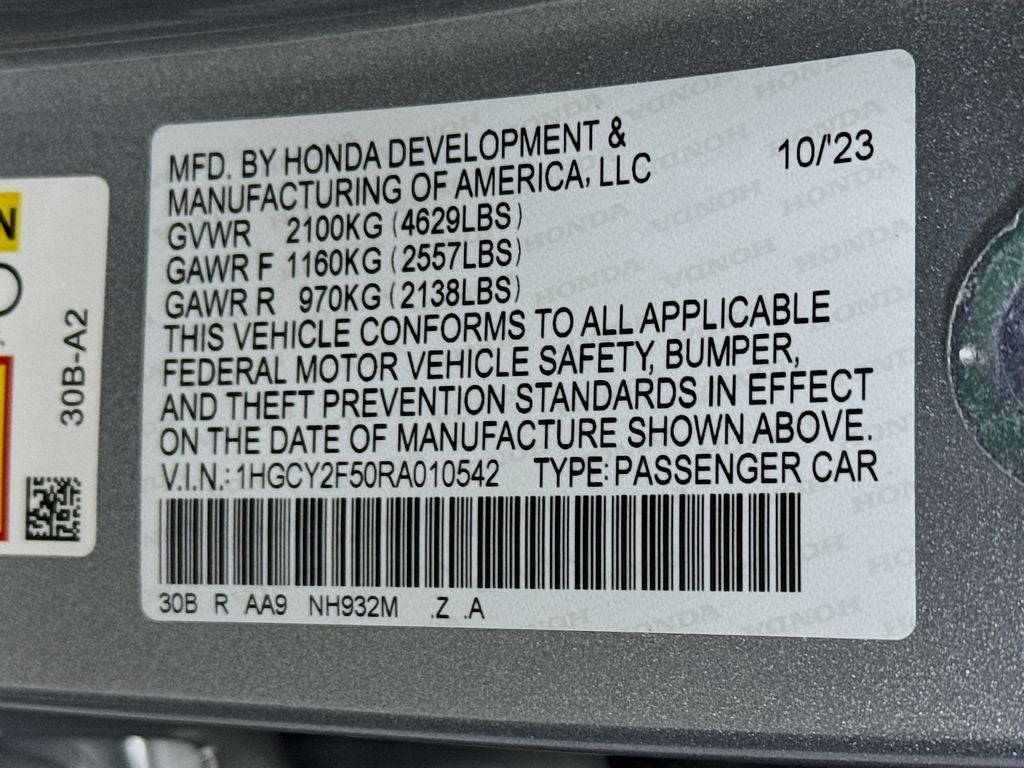 MFD. BY HONDA DEVELOPMENT &
MANUFACTURING OF AMERICA, LLC
10/'23
GVWR 2100KG (4629LBS)
GAWR F 1160KG (2557LBS)
GAWR R 970KG (2138LBS)
THIS VEHICLE CONFORMS TO ALL APPLICABLE
FEDERAL MOTOR VEHICLE SAFETY, BUMPER,
AND THEFT PREVENTION STANDARDS IN EFFECT
ON THE DATE OF MANUFACTURE SHOWN ABOVE.
V.I.N.: 1HGCY2F50RA010542 TYPE: PASSENGER CAR
30B R AA9 NH932M .Z .A
30B-A2
N
HONDA